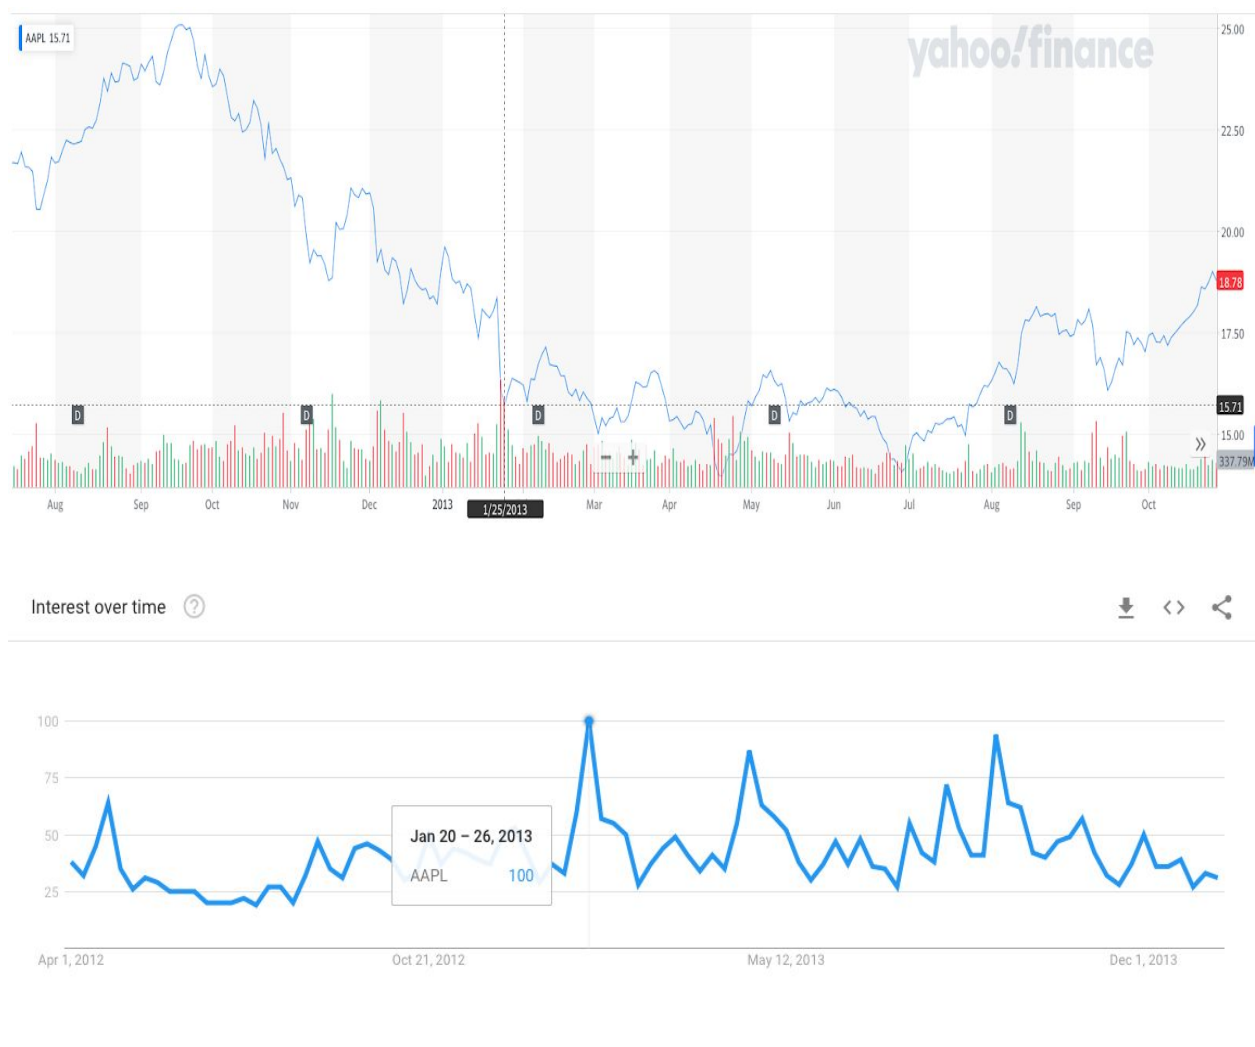 AAPL 15.71
yahoo!finance
25.00
22.50
20.00
18.78
17.50
15.71
15.00
337.79M
D D D D D
− +
Aug Sep Oct Nov Dec 2013 1/25/2013 Mar Apr May Jun Jul Aug Sep Oct
Interest over time ?
100
75
50
25
Jan 20 – 26, 2013
AAPL 100
Apr 1, 2012 Oct 21, 2012 May 12, 2013 Dec 1, 2013